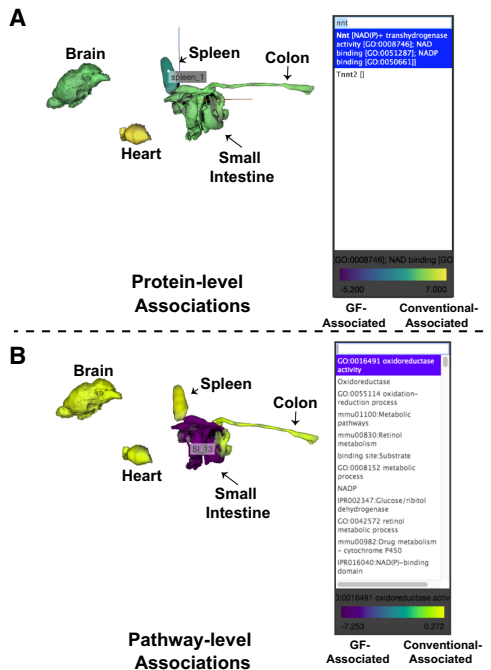 A
Brain
Spleen
spleen_1
Colon
Heart
Small
Intestine
nnt
Nnt [NAD(P)+ transhydrogenase
activity [GO:0008746]; NAD
binding [GO:0051287]; NADP
binding [GO:0050661]]
Tnnt2 []
GO:0008746]; NAD binding [GO
-5.200 7.000
Protein-level
Associations
GF-
Associated
Conventional-
Associated
B
Brain
Spleen
Colon
SI_13
Heart
Small
Intestine
GO:0016491 oxidoreductase
activity
Oxidoreductase
GO:0055114 oxidation-
reduction process
mmu01100:Metabolic
pathways
mmu00830:Retinol
metabolism
binding site:Substrate
GO:0008152 metabolic
process
NADP
IPR002347:Glucose/ribitol
dehydrogenase
GO:0042572 retinol
metabolic process
mmu00982:Drug metabolism
- cytochrome P450
IPR016040:NAD(P)-binding
domain
:0016491 oxidoreductase activ
-7.253 0.272
Pathway-level
Associations
GF-
Associated
Conventional-
Associated